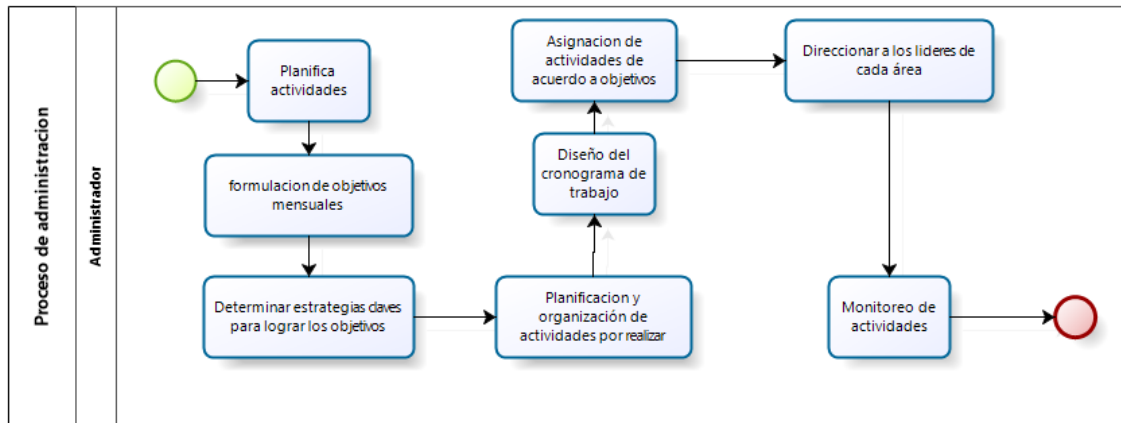 Proceso de administracion
Administrador
Planifica
actividades
formulacion de objetivos
mensuales
Determinar estrategias claves
para lograr los objetivos
Planificacion y
organización de
actividades por realizar
Diseño del
cronograma de
trabajo
Asignacion de
actividades de
acuerdo a objetivos
Direccionar a los lideres de
cada área
Monitoreo de
actividades